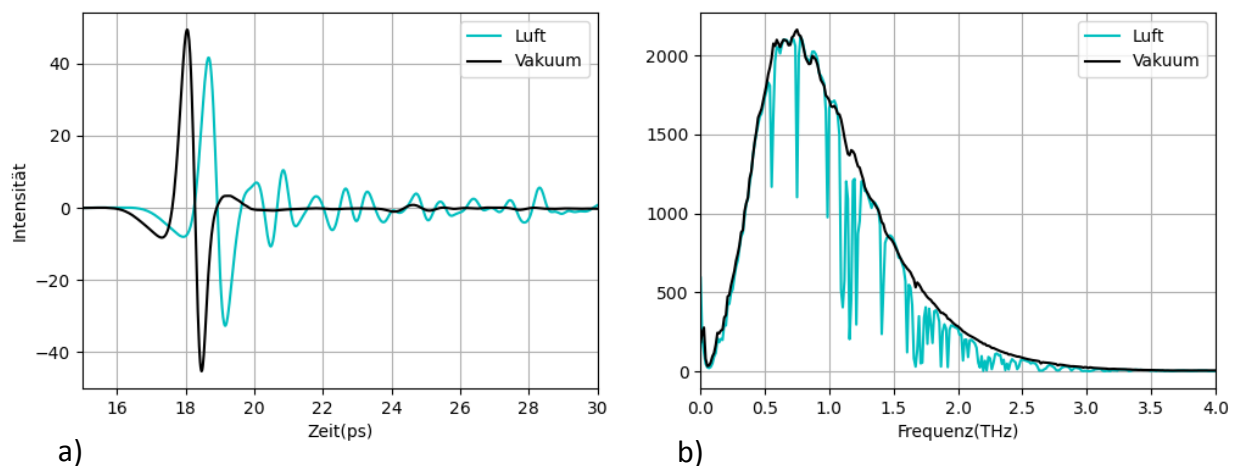 Luft
Vakuum
Intensität
40
20
0
−20
−40
16 18 20 22 24 26 28 30
Zeit(ps)
a)
Luft
Vakuum
2000
1500
1000
500
0
0.0 0.5 1.0 1.5 2.0 2.5 3.0 3.5 4.0
Frequenz(THz)
b)